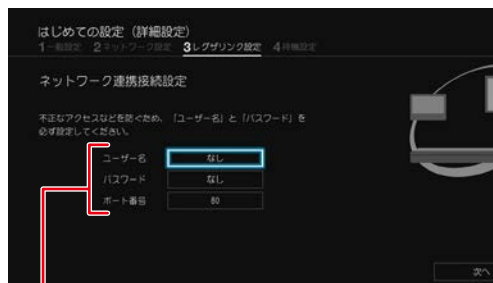 はじめての設定（詳細設定）
1一般設定 2ネットワーク設定 3レグザリンク設定 4待機設定
ネットワーク連携接続設定
不正なアクセスなどを防ぐため、「ユーザー名」と「パスワード」を
必ず設定してください。
ユーザー名 なし
パスワード なし
ポート番号 80
次へ